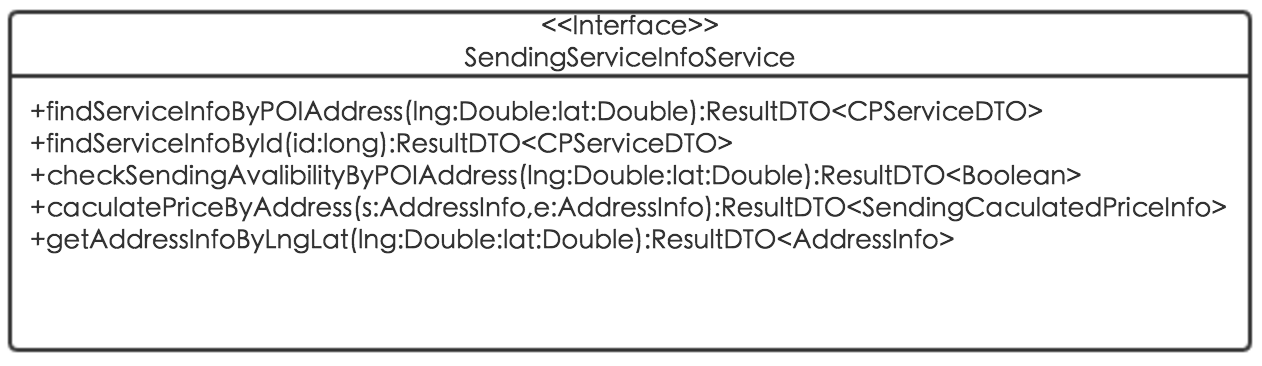 <<Interface>>
SendingServiceInfoService
+findServiceInfoByPOIAddress(lng:Double:lat:Double):ResultDTO<CPServiceDTO>
+findServiceInfoById(id:long):ResultDTO<CPServiceDTO>
+checkSendingAvalibilityByPOIAddress(lng:Double:lat:Double):ResultDTO<Boolean>
+caculatePriceByAddress(s:AddressInfo,e:AddressInfo):ResultDTO<SendingCaculatedPriceInfo>
+getAddressInfoByLngLat(lng:Double:lat:Double):ResultDTO<AddressInfo>